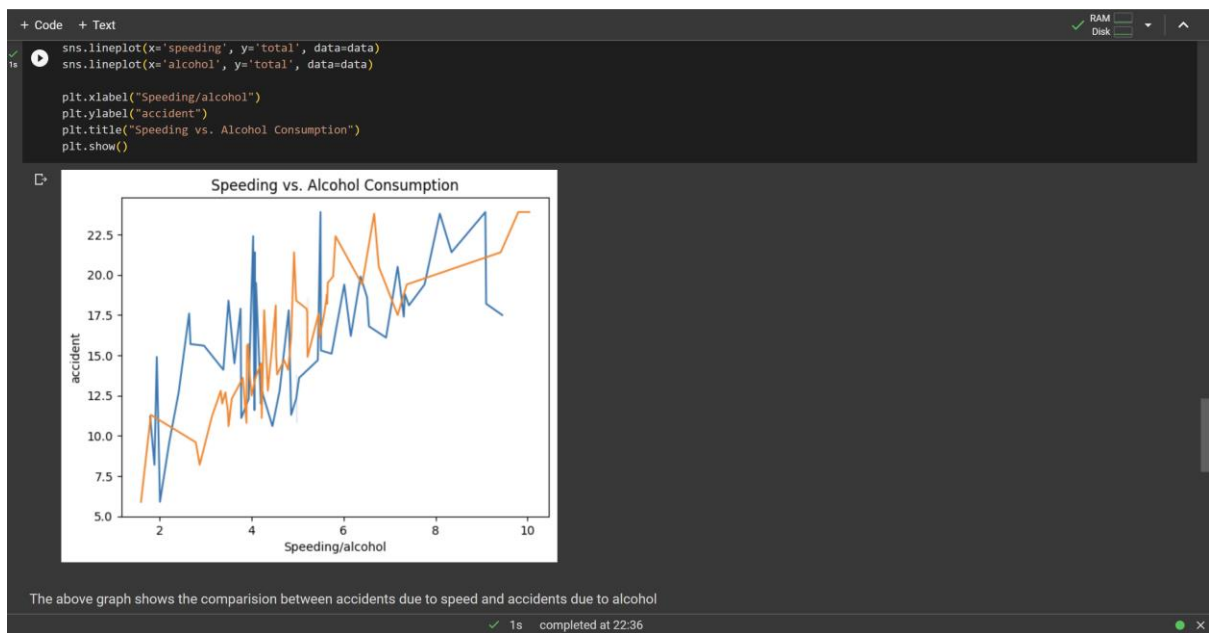 + Code + Text
RAM
Disk
1s
sns.lineplot(x='speeding', y='total', data=data)
sns.lineplot(x='alcohol', y='total', data=data)
plt.xlabel("Speeding/alcohol")
plt.ylabel("accident")
plt.title("Speeding vs. Alcohol Consumption")
plt.show()
Speeding vs. Alcohol Consumption
22.5
20.0
17.5
15.0
12.5
10.0
7.5
5.0
accident
2 4 6 8 10
Speeding/alcohol
The above graph shows the comparision between accidents due to speed and accidents due to alcohol
1s completed at 22:36